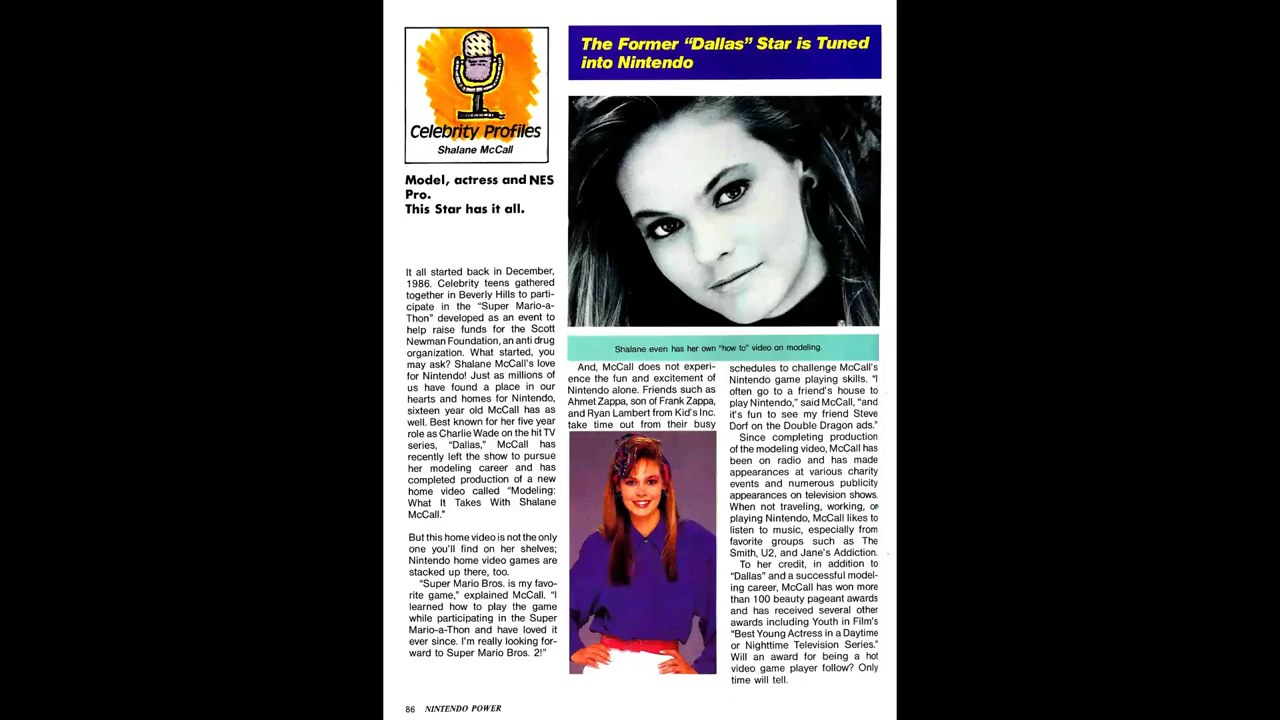 Celebrity Profiles
Shalane McCall
Model, actress and NES
Pro.
This Star has it all.
It all started back in December,
1986. Celebrity teens gathered
together in Beverly Hills to parti-
cipate in the "Super Mario-a-
Thon" developed as an event to
help raise funds for the Scott
Newman Foundation, an anti drug
organization. What started, you
may ask? Shalane McCall's love
for Nintendo! Just as millions of
us have found a place in our
hearts and homes for Nintendo,
sixteen year old McCall has as
well. Best known for her five year
role as Charlie Wade on the hit TV
series, "Dallas," McCall has
recently left the show to pursue
her modeling career and has
completed production of a new
home video called "Modeling:
What It Takes With Shalane
McCall."
But this home video is not the only
one you'll find on her shelves;
Nintendo home video games are
stacked up there, too.
"Super Mario Bros. is my favo-
rite game," explained McCall. "I
learned how to play the game
while participating in the Super
Mario-a-Thon and have loved it
ever since. I'm really looking for-
ward to Super Mario Bros. 2!"
The Former "Dallas" Star is Tuned
into Nintendo
Shalane even has her own "how to" video on modeling.
And, McCall does not experi-
ence the fun and excitement of
Nintendo alone. Friends such as
Ahmet Zappa, son of Frank Zappa,
and Ryan Lambert from Kid's Inc.
take time out from their busy
schedules to challenge McCall's
Nintendo game playing skills. "I
often go to a friend's house to
play Nintendo," said McCall, "and
it's fun to see my friend Steve
Dorf on the Double Dragon ads."
Since completing production
of the modeling video, McCall has
been on radio and has made
appearances at various charity
events and numerous publicity
appearances on television shows.
When not traveling, working, or
playing Nintendo, McCall likes to
listen to music, especially from
favorite groups such as The
Smith, U2, and Jane's Addiction.
To her credit, in addition to
"Dallas" and a successful model-
ing career, McCall has won more
than 100 beauty pageant awards
and has received several other
awards including Youth in Film's
"Best Young Actress in a Daytime
or Nighttime Television Series."
Will an award for being a hot
video game player follow? Only
time will tell.
86 NINTENDO POWER